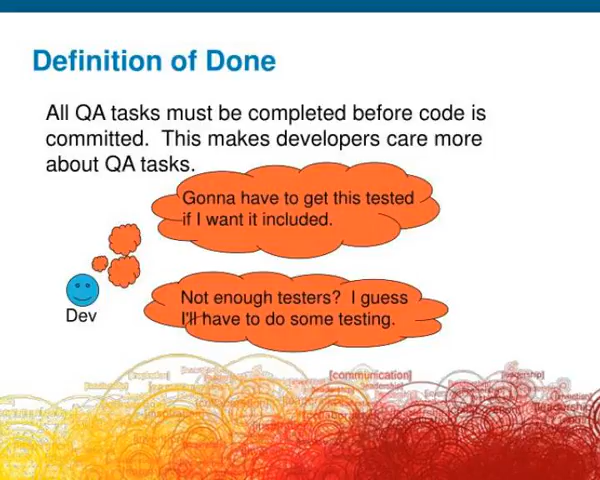 Definition of Done
All QA tasks must be completed before code is
committed.  This makes developers care more
about QA tasks.
Gonna have to get this tested
if I want it included.
Not enough testers?  I guess
I'll have to do some testing.
Dev
[communication]
[leadership]